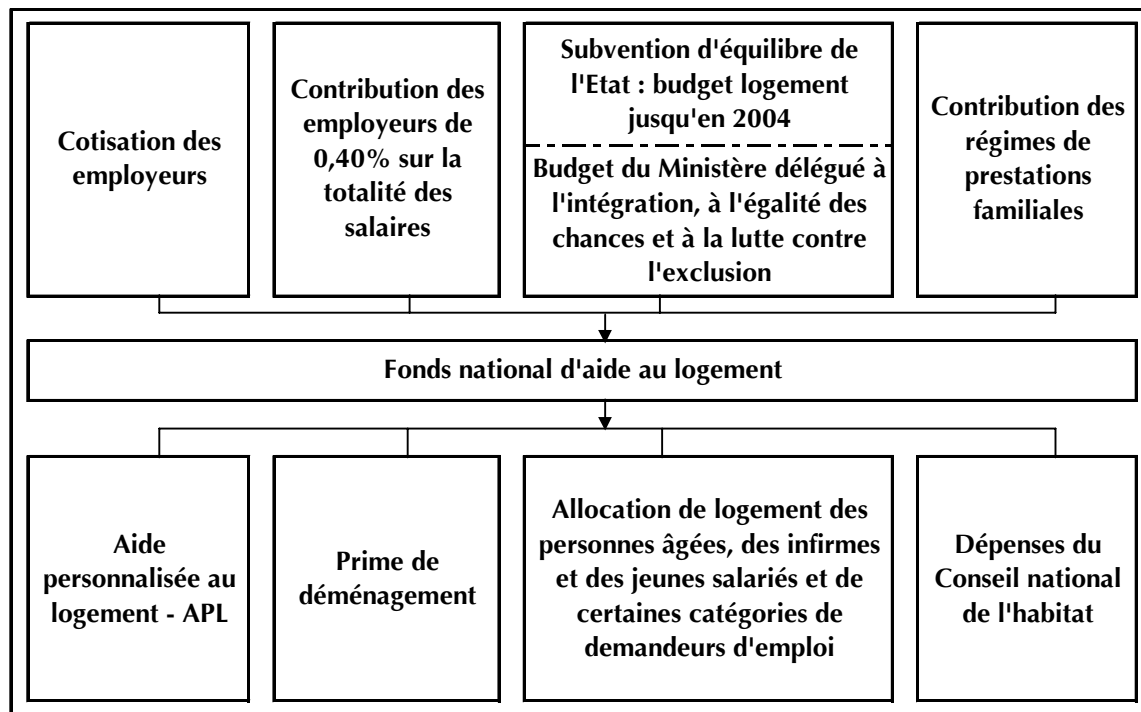 Cotisation des
employeurs
Contribution des
employeurs de
0,40% sur la
totalité des
salaires
Subvention d'équilibre de
l'Etat : budget logement
jusqu'en 2004
Budget du Ministère délégué à
l'intégration, à l'égalité des
chances et à la lutte contre
l'exclusion
Contribution des
régimes de
prestations
familiales
Fonds national d'aide au logement
Aide
personnalisée au
logement - APL
Prime de
déménagement
Allocation de logement des
personnes âgées, des infirmes
et des jeunes salariés et de
certaines catégories de
demandeurs d'emploi
Dépenses du
Conseil national
de l'habitat